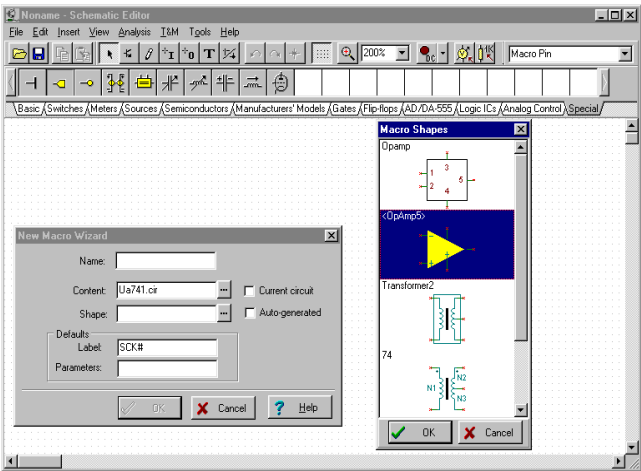 Noname - Schematic Editor
File Edit Insert View Analysis T&M Tools Help
200% DC Macro Pin
Basic Switches Meters Sources Semiconductors Manufacturers' Models Gates Flip-flops AD/DA-555 Logic ICs Analog Control Special
Macro Shapes
Opamp
1 3
2 4 5
<OpAmp5>
Transformer2
74
N1 N2
N3
OK Cancel
New Macro Wizard
Name:
Content: Ua741.cir ... Current circuit
Shape: ... Auto-generated
Defaults
Label: SCK#
Parameters:
OK Cancel ? Help